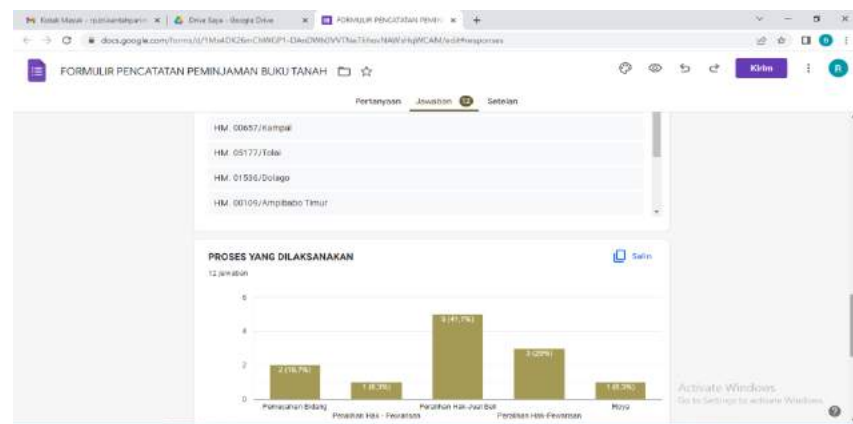 Kotak Masuk
Drive Saya - Google Drive
FORMULIR PENCATATAN PEMIN
docs.google.com/forms/d/
FORMULIR PENCATATAN PEMINJAMAN BUKU TANAH
Kirim
R
Pertanyaan Jawaban 12 Setelan
HM. 00657/Kampal
HM. 05177/Tolai
HM. 01536/Dolago
HM. 00109/Ampibabo Timur
PROSES YANG DILAKSANAKAN
Salin
12 jawaban
6
4
2
0
2 (16,7%)
1 (8,3%)
5 (41,7%)
3 (25%)
1 (8,3%)
Pemecahan Bidang
Peralihan Hak - Pewarisan
Peralihan Hak-Jual Beli
Peralihan Hak-Pewarisan
Roya
Activate Windows
Go to Settings to activate Windows.